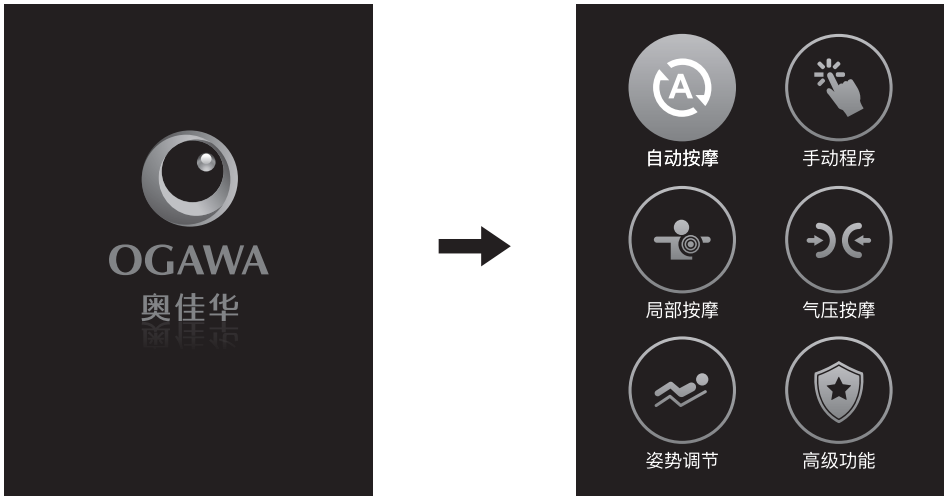 OGAWA
奥佳华
A
自动按摩
手动程序
局部按摩
气压按摩
姿势调节
高级功能